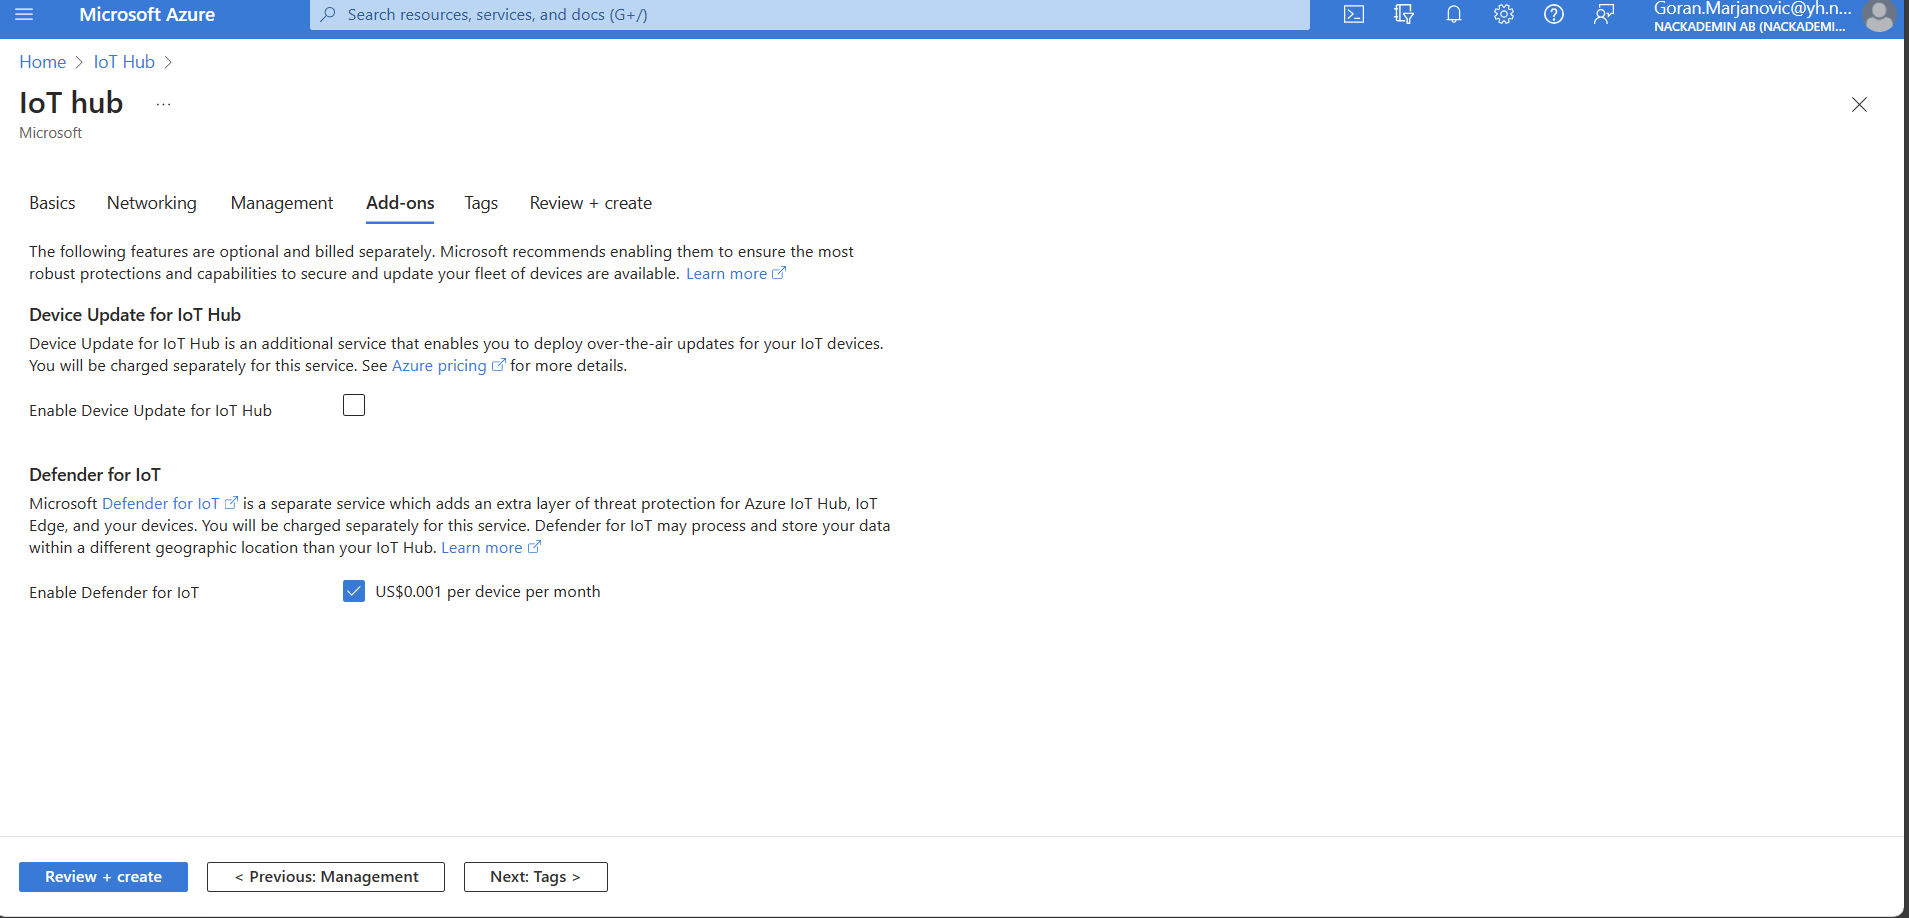 Microsoft Azure
Search resources, services, and docs (G+/)
Goran.Marjanovic@yh.n...
NACKADEMIN AB (NACKADEMI...
Home > IoT Hub >
IoT hub ...
Microsoft
Basics Networking Management Add-ons Tags Review + create
The following features are optional and billed separately. Microsoft recommends enabling them to ensure the most
robust protections and capabilities to secure and update your fleet of devices are available. Learn more
Device Update for IoT Hub
Device Update for IoT Hub is an additional service that enables you to deploy over-the-air updates for your IoT devices.
You will be charged separately for this service. See Azure pricing for more details.
Enable Device Update for IoT Hub
Defender for IoT
Microsoft Defender for IoT is a separate service which adds an extra layer of threat protection for Azure IoT Hub, IoT
Edge, and your devices. You will be charged separately for this service. Defender for IoT may process and store your data
within a different geographic location than your IoT Hub. Learn more
Enable Defender for IoT US$0.001 per device per month
Review + create < Previous: Management Next: Tags >